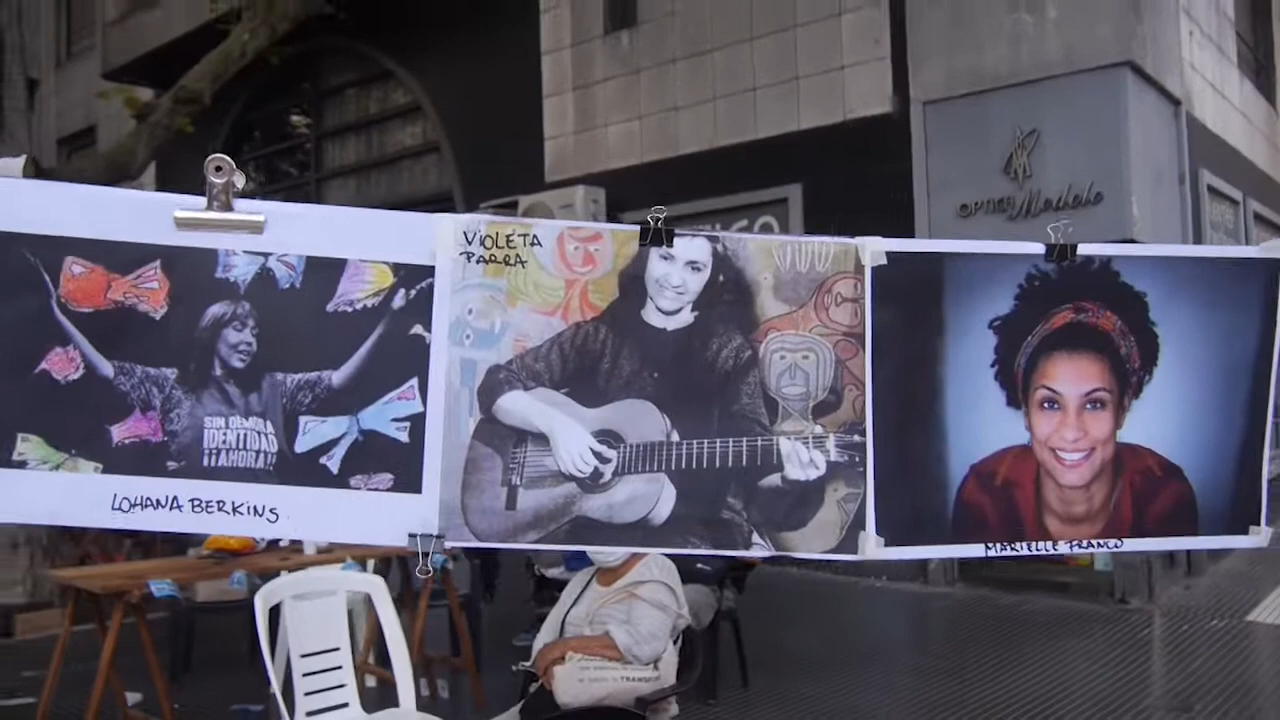 OPTICA Modelo
VIOLETA
PARRA
SIN DEMORA
IDENTIDAD
¡¡AHORA!!
LOHANA BERKINS.
MARIELLE FRANCO